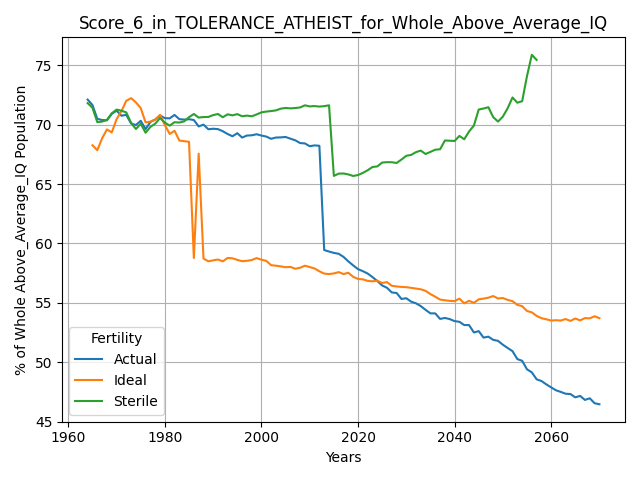 Score_6_in_TOLERANCE_ATHEIST_for_Whole_Above_Average_IQ
% of Whole Above_Average_IQ Population
75
70
65
60
55
50
45
Fertility
Actual
Ideal
Sterile
1960
1980
2000
2020
2040
2060
Years